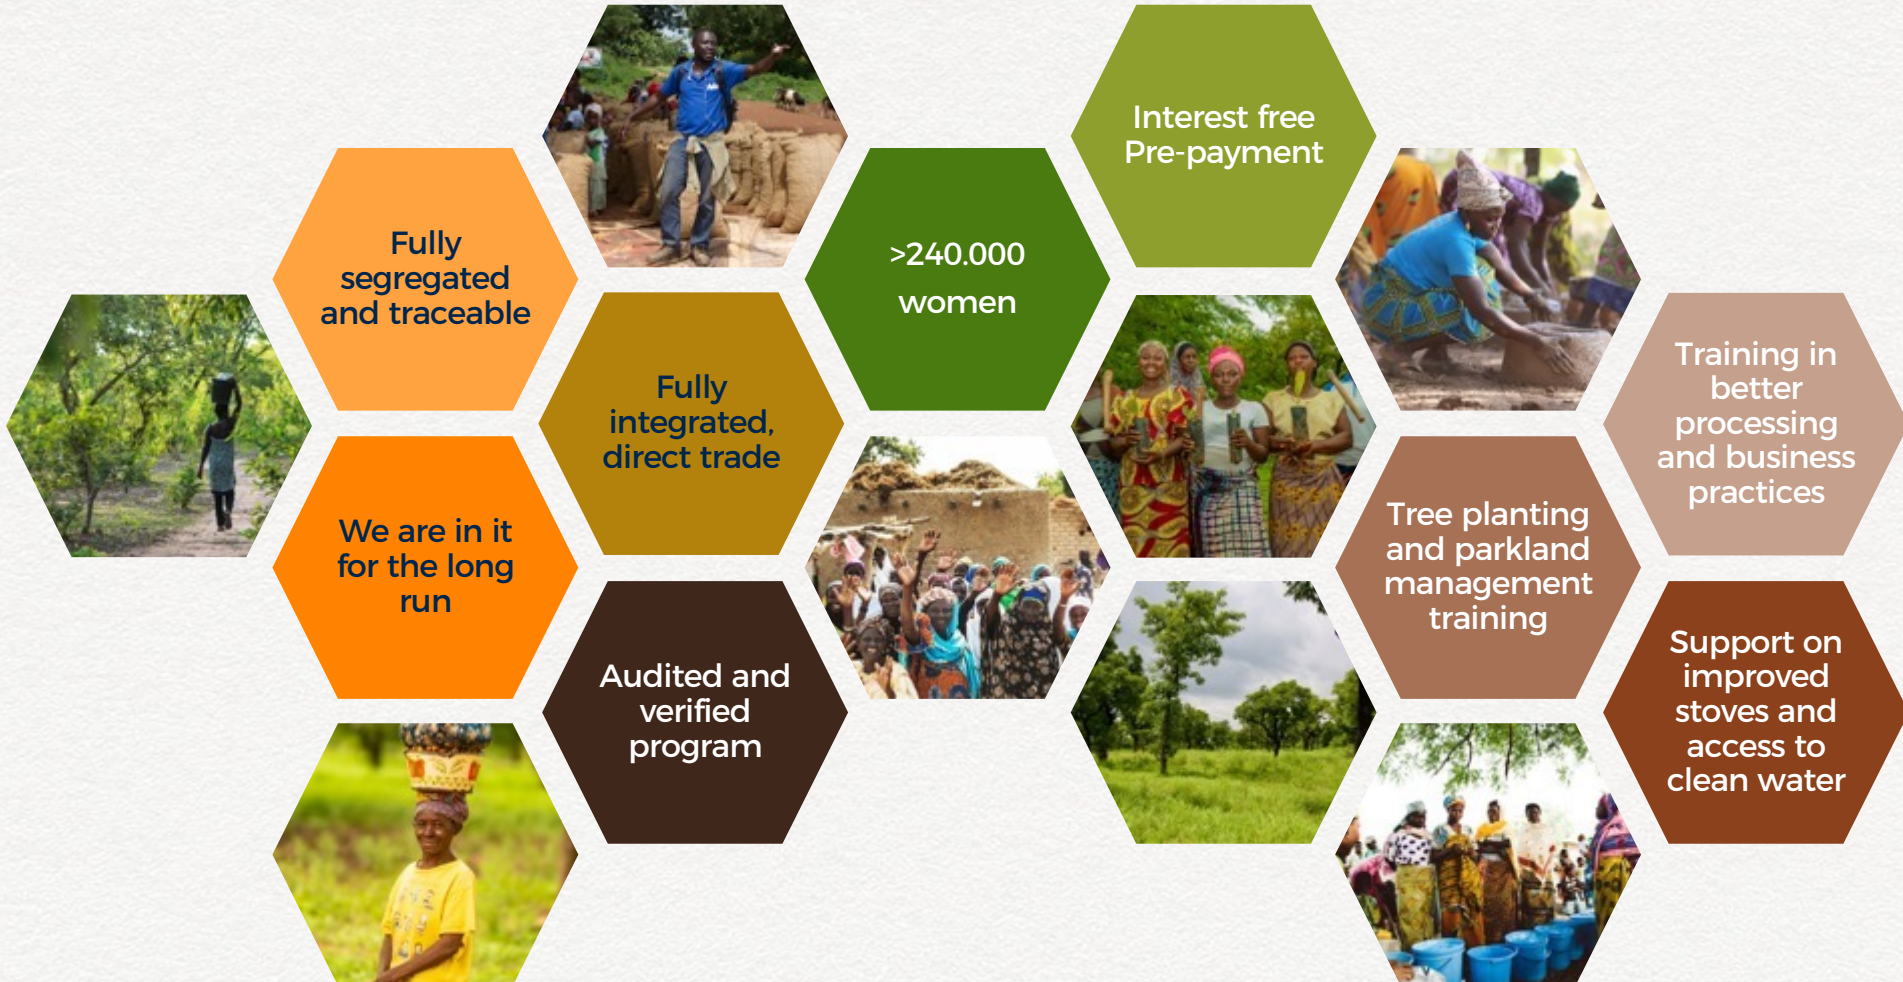 Interest free
Pre-payment
Fully
segregated
and traceable
>240.000
women
Fully
integrated,
direct trade
Training in
better
processing
and business
practices
We are in it
for the long
run
Tree planting
and parkland
management
training
Audited and
verified
program
Support on
improved
stoves and
access to
clean water